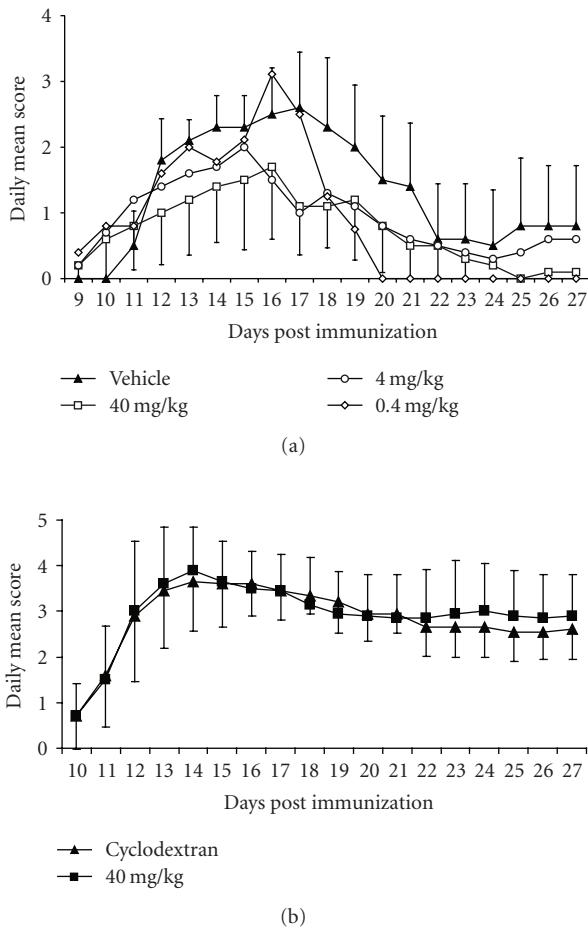 4
3
2
1
0
Daily mean score
9 10 11 12 13 14 15 16 17 18 19 20 21 22 23 24 25 26 27
Days post immunization
Vehicle
4 mg/kg
40 mg/kg
0.4 mg/kg
(a)
5
4
3
2
1
0
Daily mean score
10 11 12 13 14 15 16 17 18 19 20 21 22 23 24 25 26 27
Days post immunization
Cyclodextran
40 mg/kg
(b)